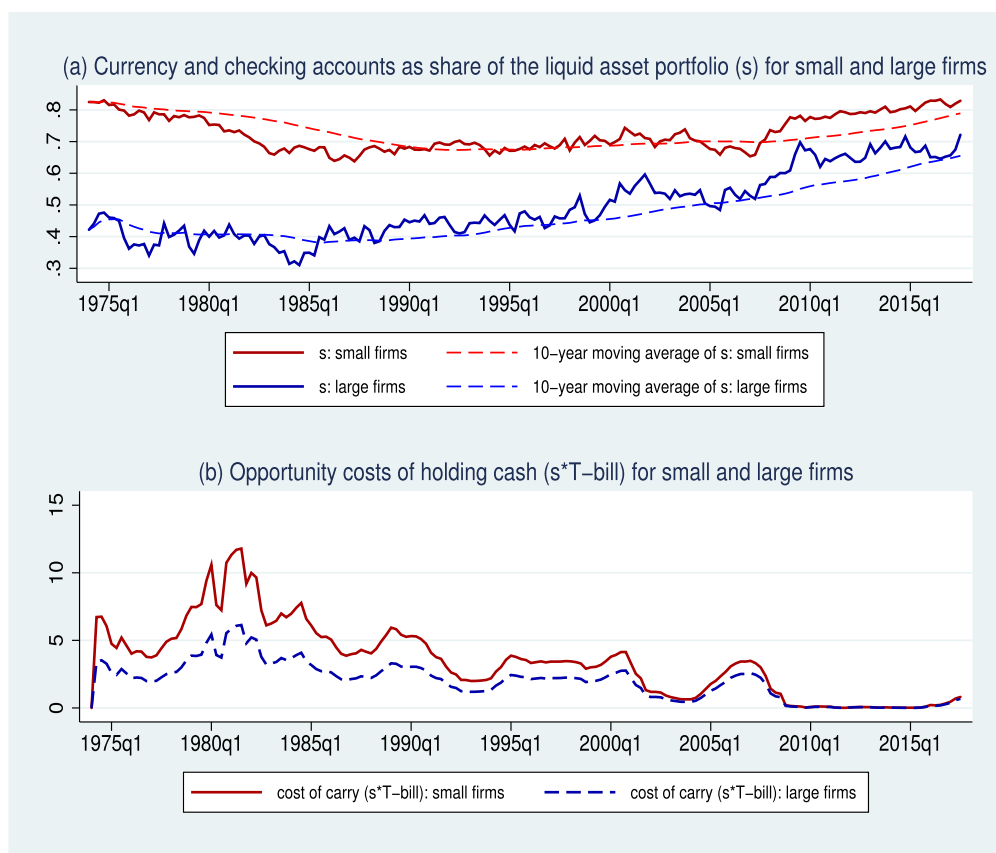 (a) Currency and checking accounts as share of the liquid asset portfolio (s) for small and large firms
.8
.7
.6
.5
.4
.3
1975q1 1980q1 1985q1 1990q1 1995q1 2000q1 2005q1 2010q1 2015q1
s: small firms 10−year moving average of s: small firms
s: large firms 10−year moving average of s: large firms
(b) Opportunity costs of holding cash (s*T−bill) for small and large firms
15
10
5
0
1975q1 1980q1 1985q1 1990q1 1995q1 2000q1 2005q1 2010q1 2015q1
cost of carry (s*T−bill): small firms cost of carry (s*T−bill): large firms